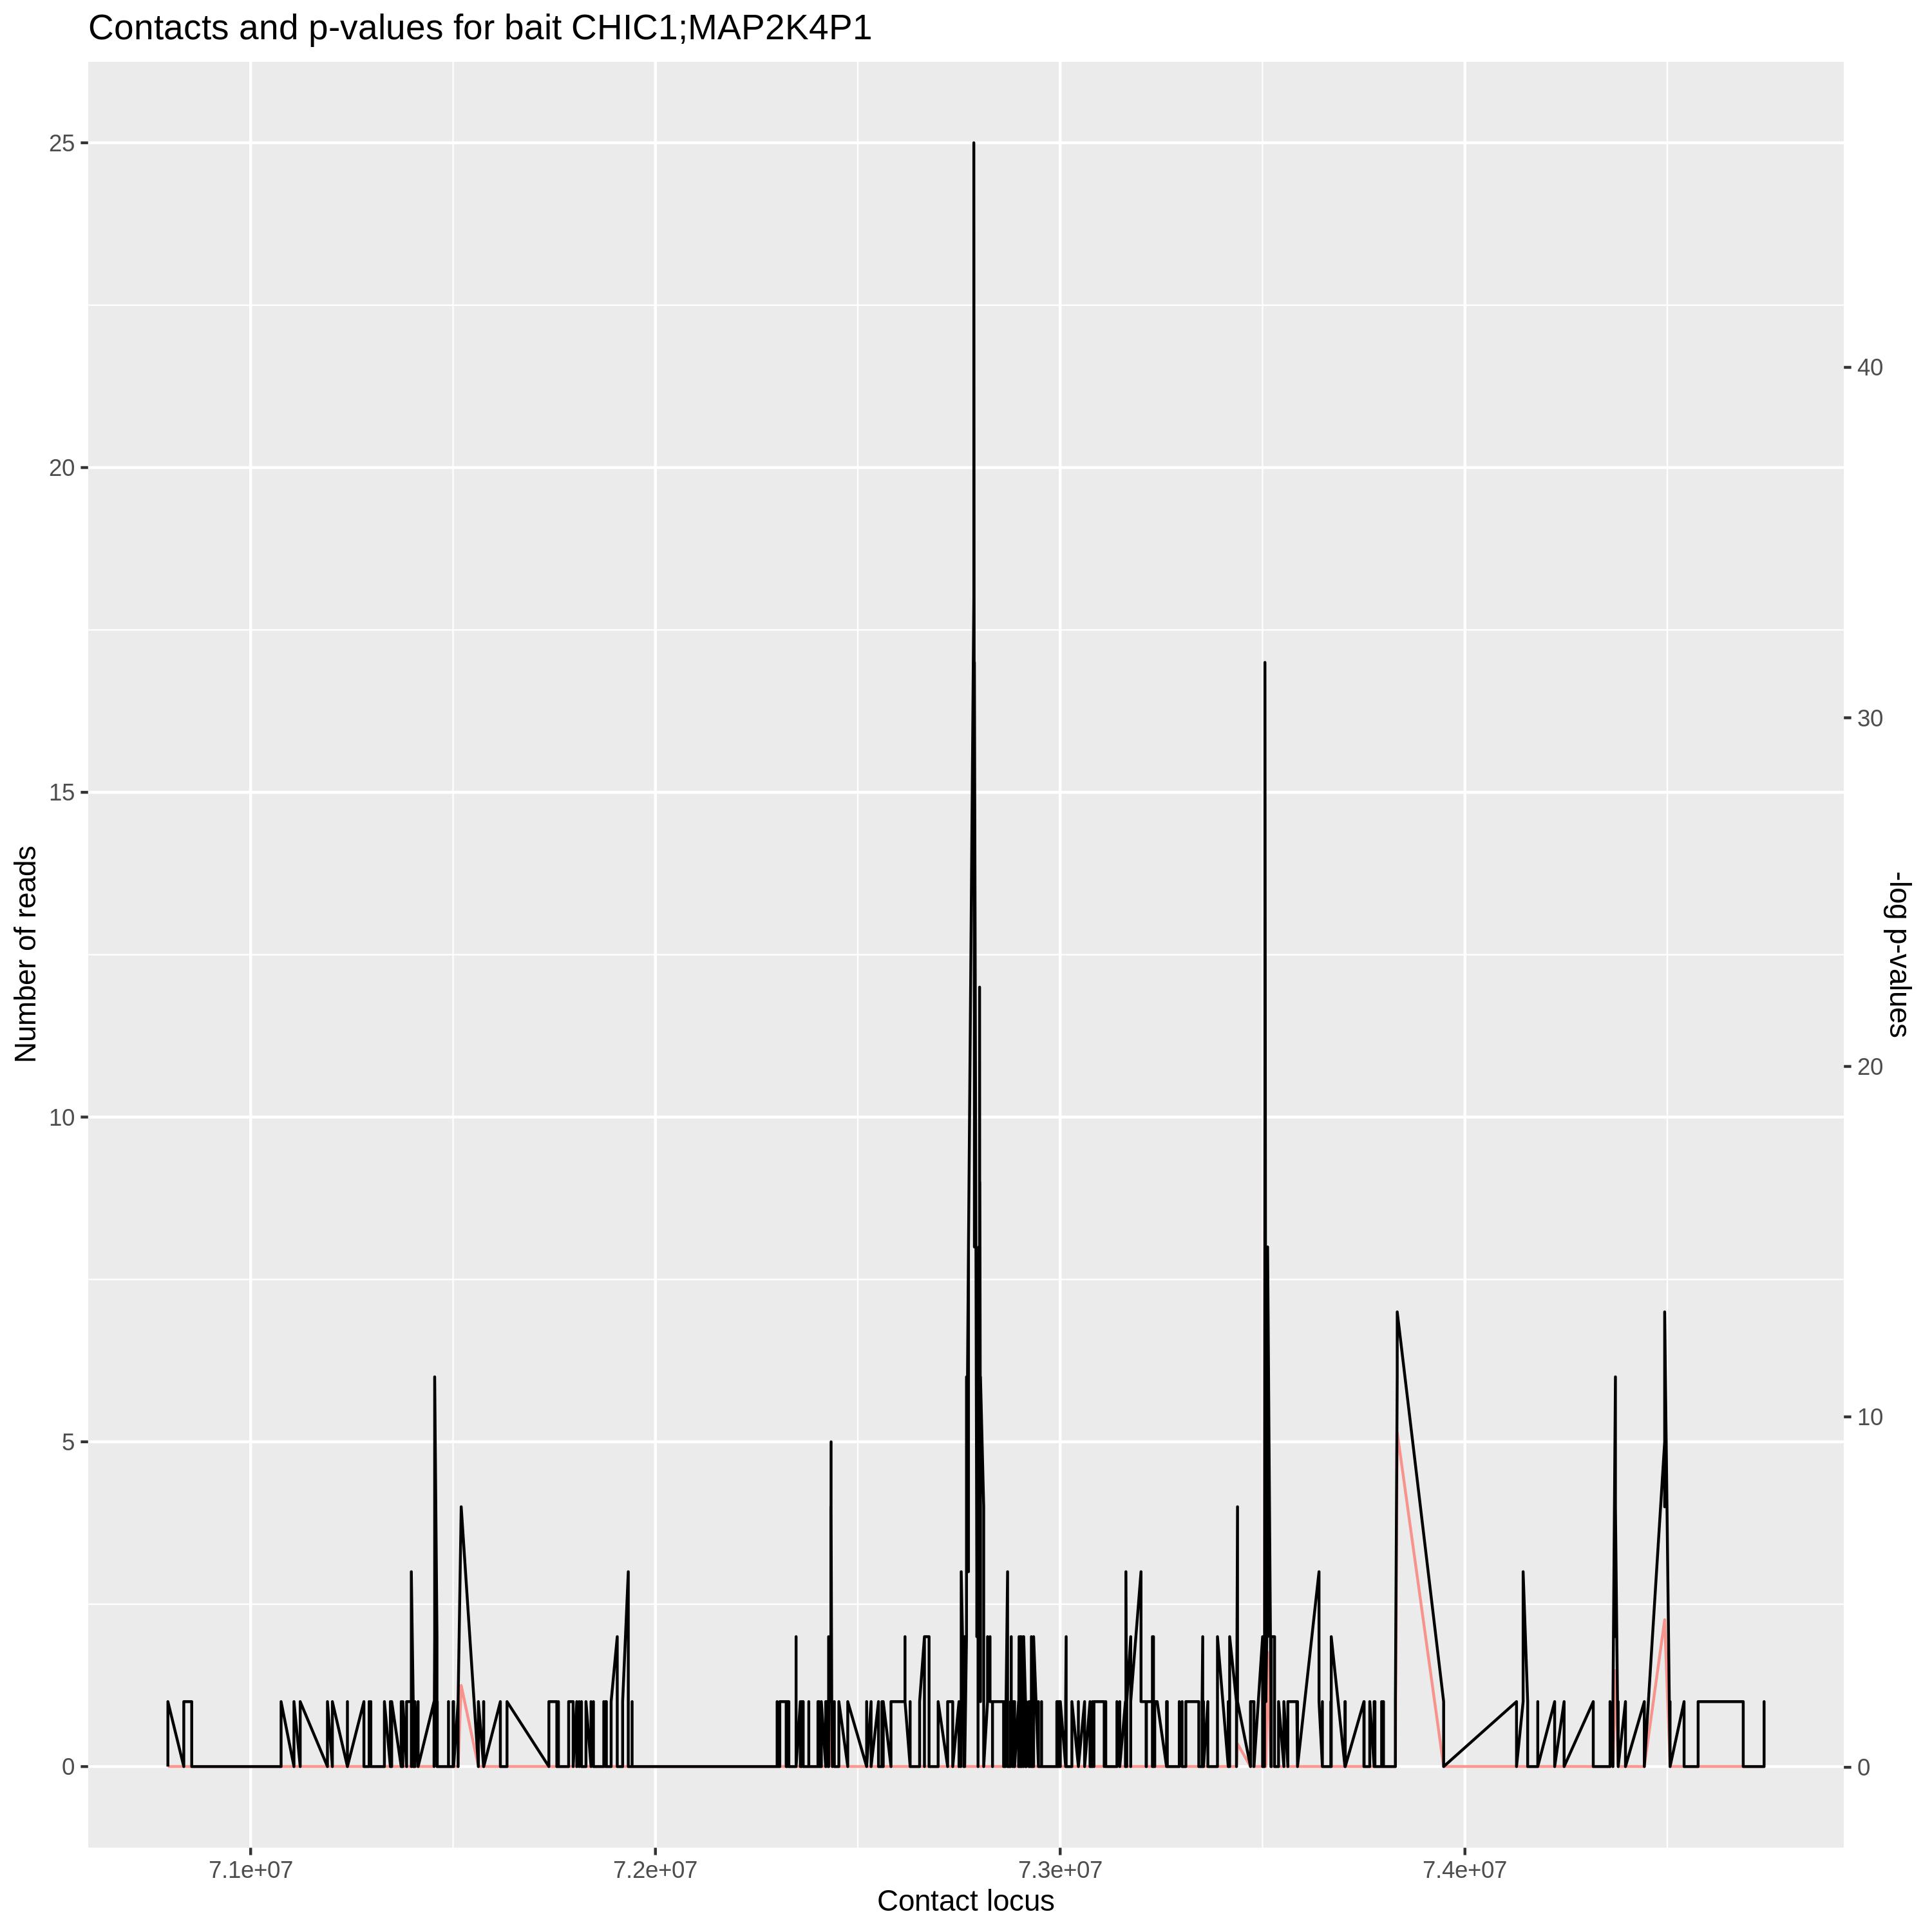 Contacts and p-values for bait CHIC1;MAP2K4P1
25
20
15
10
5
0
Number of reads
40
30
20
10
0
-log p-values
7.1e+07
7.2e+07
7.3e+07
7.4e+07
Contact locus